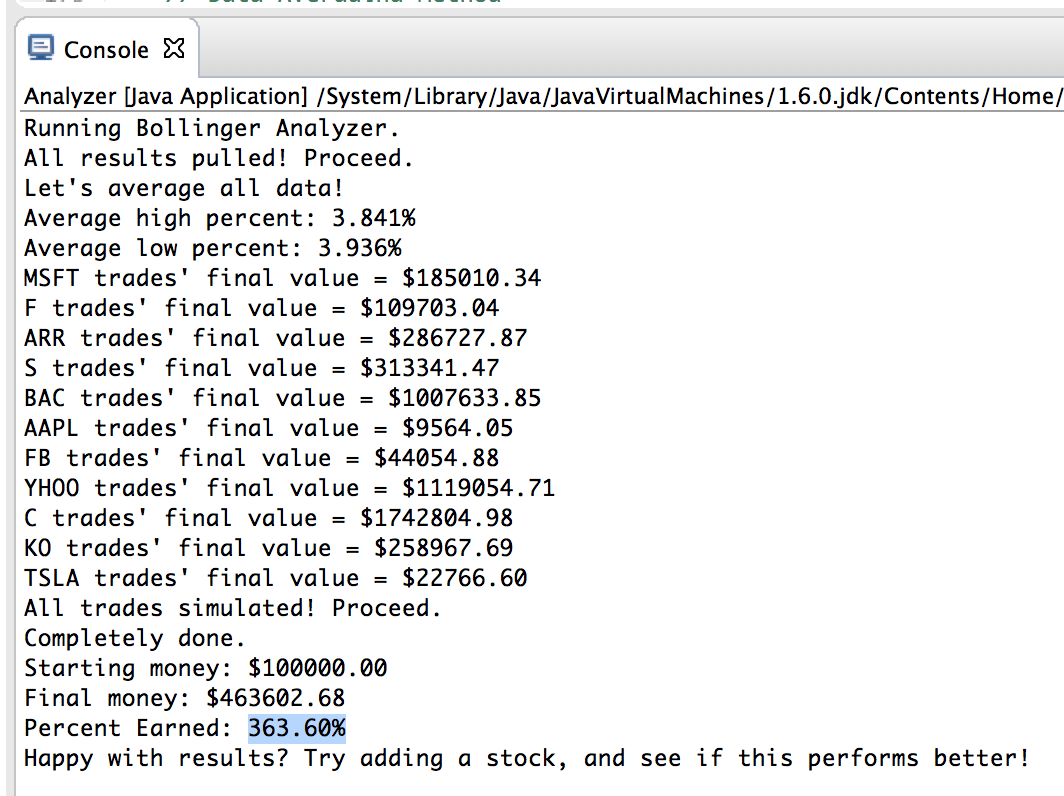 Console
Analyzer [Java Application] /System/Library/Java/JavaVirtualMachines/1.6.0.jdk/Contents/Home/
Running Bollinger Analyzer.
All results pulled! Proceed.
Let's average all data!
Average high percent: 3.841%
Average low percent: 3.936%
MSFT trades' final value = $185010.34
F trades' final value = $109703.04
ARR trades' final value = $286727.87
S trades' final value = $313341.47
BAC trades' final value = $1007633.85
AAPL trades' final value = $9564.05
FB trades' final value = $44054.88
YHOO trades' final value = $1119054.71
C trades' final value = $1742804.98
KO trades' final value = $258967.69
TSLA trades' final value = $22766.60
All trades simulated! Proceed.
Completely done.
Starting money: $100000.00
Final money: $463602.68
Percent Earned: 363.60%
Happy with results? Try adding a stock, and see if this performs better!